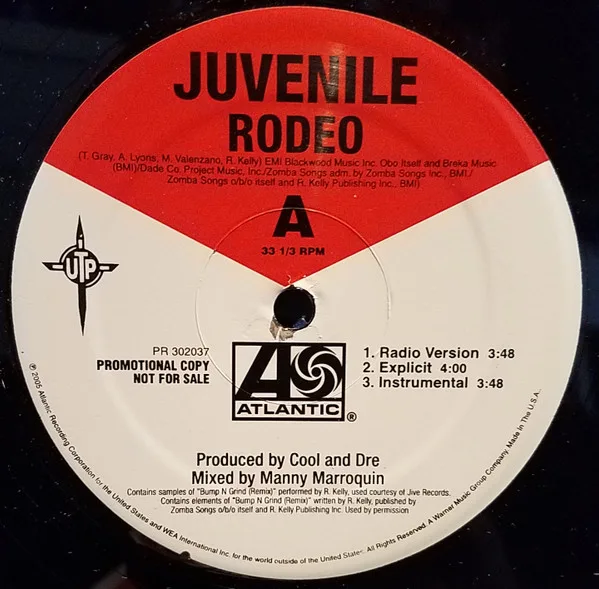 JUVENILE
RODEO
(T. Gray, A. Lyons, M. Valenzano, R. Kelly) EMI Blackwood Music Inc. Obo Itself and Breka Music
(BMI)/Dade Co. Project Music, Inc./Zomba Songs adm. by Zomba Songs Inc., BMI./
Zomba Songs o/b/o itself and R. Kelly Publishing Inc., BMI)
A
33 1/3 RPM
UTP
PR 302037
PROMOTIONAL COPY
NOT FOR SALE
ATLANTIC ®
1. Radio Version 3:48
2. Explicit 4:00
3. Instrumental 3:48
Produced by Cool and Dre
Mixed by Manny Marroquin
Contains samples of "Bump N Grind (Remix)" performed by R. Kelly, used courtesy of Jive Records.
Contains elements of "Bump N Grind (Remix)" written by R. Kelly, published by
Zomba Songs o/b/o itself and R. Kelly Publishing Inc. Used by permission
℗ 2005 Atlantic Recording Corporation for the United States and WEA International Inc. for the world outside of the United States. All Rights Reserved. A Warner Music Group Company. Made In The U.S.A.